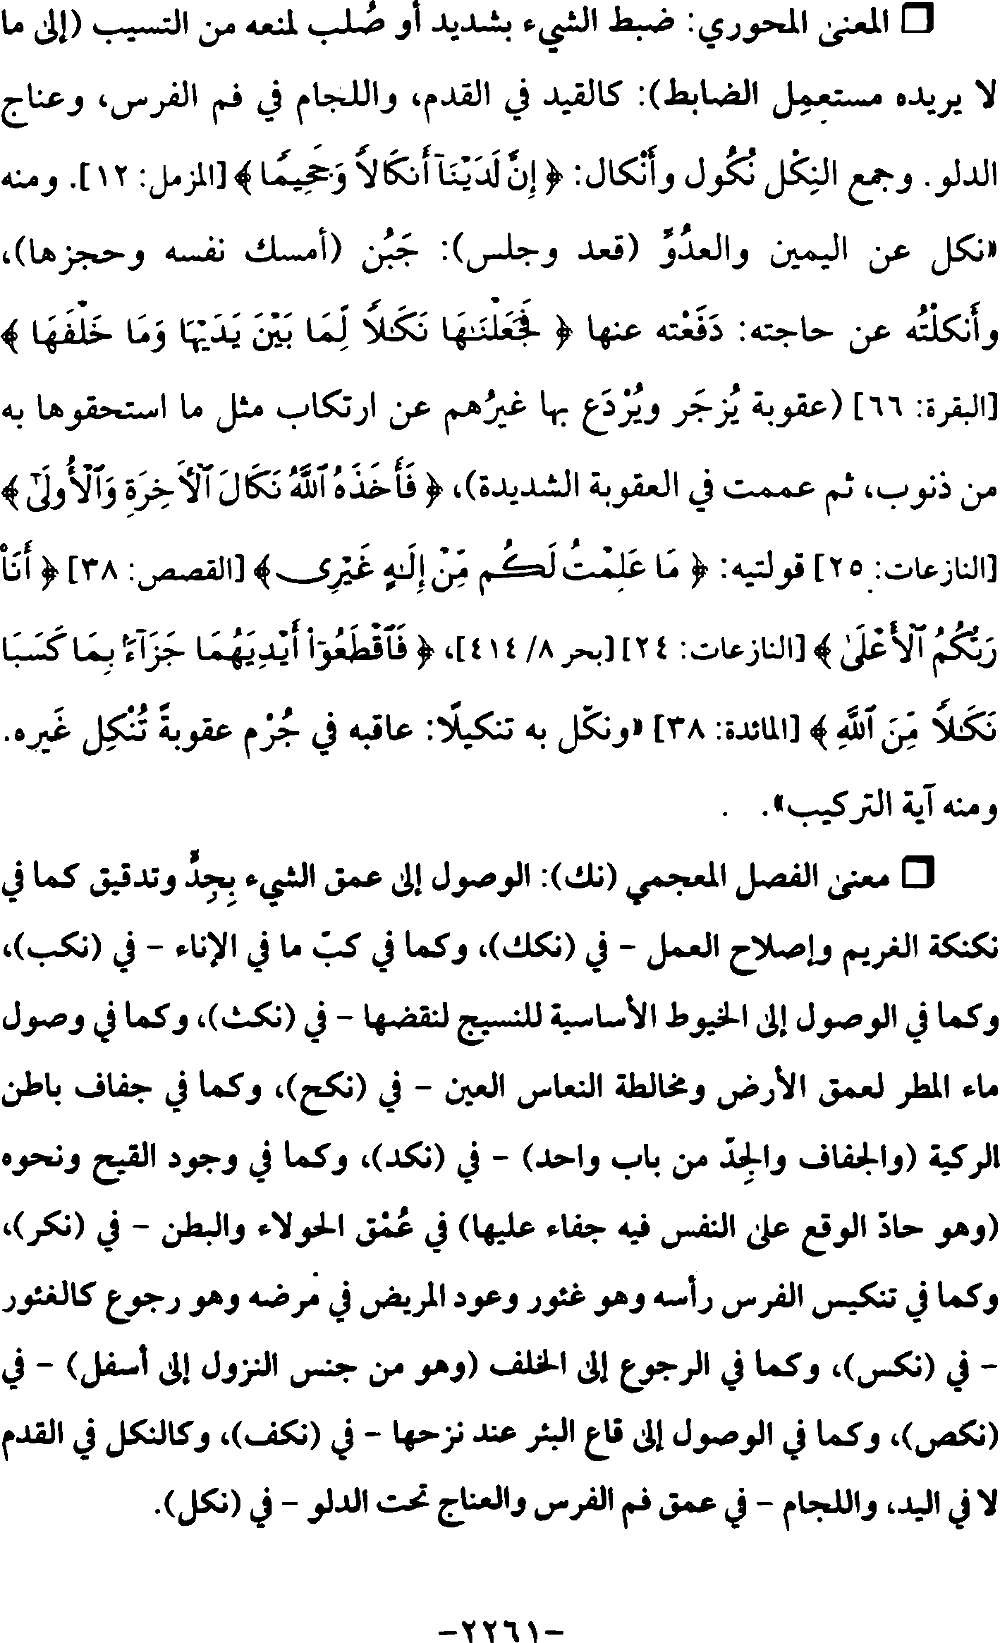 ❒ المعنى المحوري: ضبط الشيء بشديد أو صُلب لمنعه من التسيب (إلى ما
لا يريده مستعمِل الضابط): كالقيد في القدم، واللجام في فم الفرس، وعناج
الدلو. وجمع النِكْل نُكُول وأَنْكال: ﴿ إِنَّ لَدَيْنَآ أَنكَالًا وَجَحِيمًا ﴾ [المزمل: ١٢]. ومنه
«نكل عن اليمين والعدُوِّ (قعد وجلس): جَبُن (أمسك نفسه وحجزها)،
وأَنكلْتُه عن حاجته: دَفَعْته عنها ﴿ فَجَعَلْنَٰهَا نَكَٰلًا لِّمَا بَيْنَ يَدَيْهَا وَمَا خَلْفَهَا ﴾
[البقرة: ٦٦] (عقوبة يُزجَر ويُرْدَع بها غيرُهم عن ارتكاب مثل ما استحقوها به
من ذنوب، ثم عممت في العقوبة الشديدة)، ﴿ فَأَخَذَهُ ٱللَّهُ نَكَالَ ٱلْأَخِرَةِ وَٱلْأُولَىٰٓ ﴾
[النازعات: ٢٥] قولتيه: ﴿ مَا عَلِمْتُ لَكُم مِّنْ إِلَٰهٍ غَيْرِى ﴾ [القصص: ٣٨] ﴿ أَنَا۠
رَبُّكُمُ ٱلْأَعْلَىٰ ﴾ [النازعات: ٢٤] [بحر ٨/ ٤١٤]، ﴿ فَٱقْطَعُوٓا۟ أَيْدِيَهُمَا جَزَآءًۢ بِمَا كَسَبَا
نَكَٰلًا مِّنَ ٱللَّهِ ﴾ [المائدة: ٣٨] «ونكّل به تنكيلًا: عاقبه في جُرْم عقوبةً تُنْكِل غَيره.
ومنه آية التركيب».
❒ معنى الفصل المعجمي (نك): الوصول إلى عمق الشيء بِجِدٍّ وتدقيق كما في
نكنكة الغريم وإصلاح العمل - في (نكك)، وكما في كبّ ما في الإناء - في (نكب)،
وكما في الوصول إلى الخيوط الأساسية للنسيج لنقضها - في (نكث)، وكما في وصول
ماء المطر لعمق الأرض ومخالطة النعاس العين - في (نكح)، وكما في جفاف باطن
الركية (والجفاف والجِدّ من باب واحد) - في (نكد)، وكما في وجود القيح ونحوه
(وهو حادّ الوقع على النفس فيه جفاء عليها) في عُمْق الحولاء والبطن - في (نكر)،
وكما في تنكيس الفرس رأسه وهو غئور وعود المريض في مرضه وهو رجوع كالغئور
- في (نكس)، وكما في الرجوع إلى الخلف (وهو من جنس النزول إلى أسفل) - في
(نكص)، وكما في الوصول إلى قاع البئر عند نزحها - في (نكف)، وكالنكل في القدم
لا في اليد، واللجام - في عمق فم الفرس والعناج تحت الدلو - في (نكل).
-٢٢٦١-